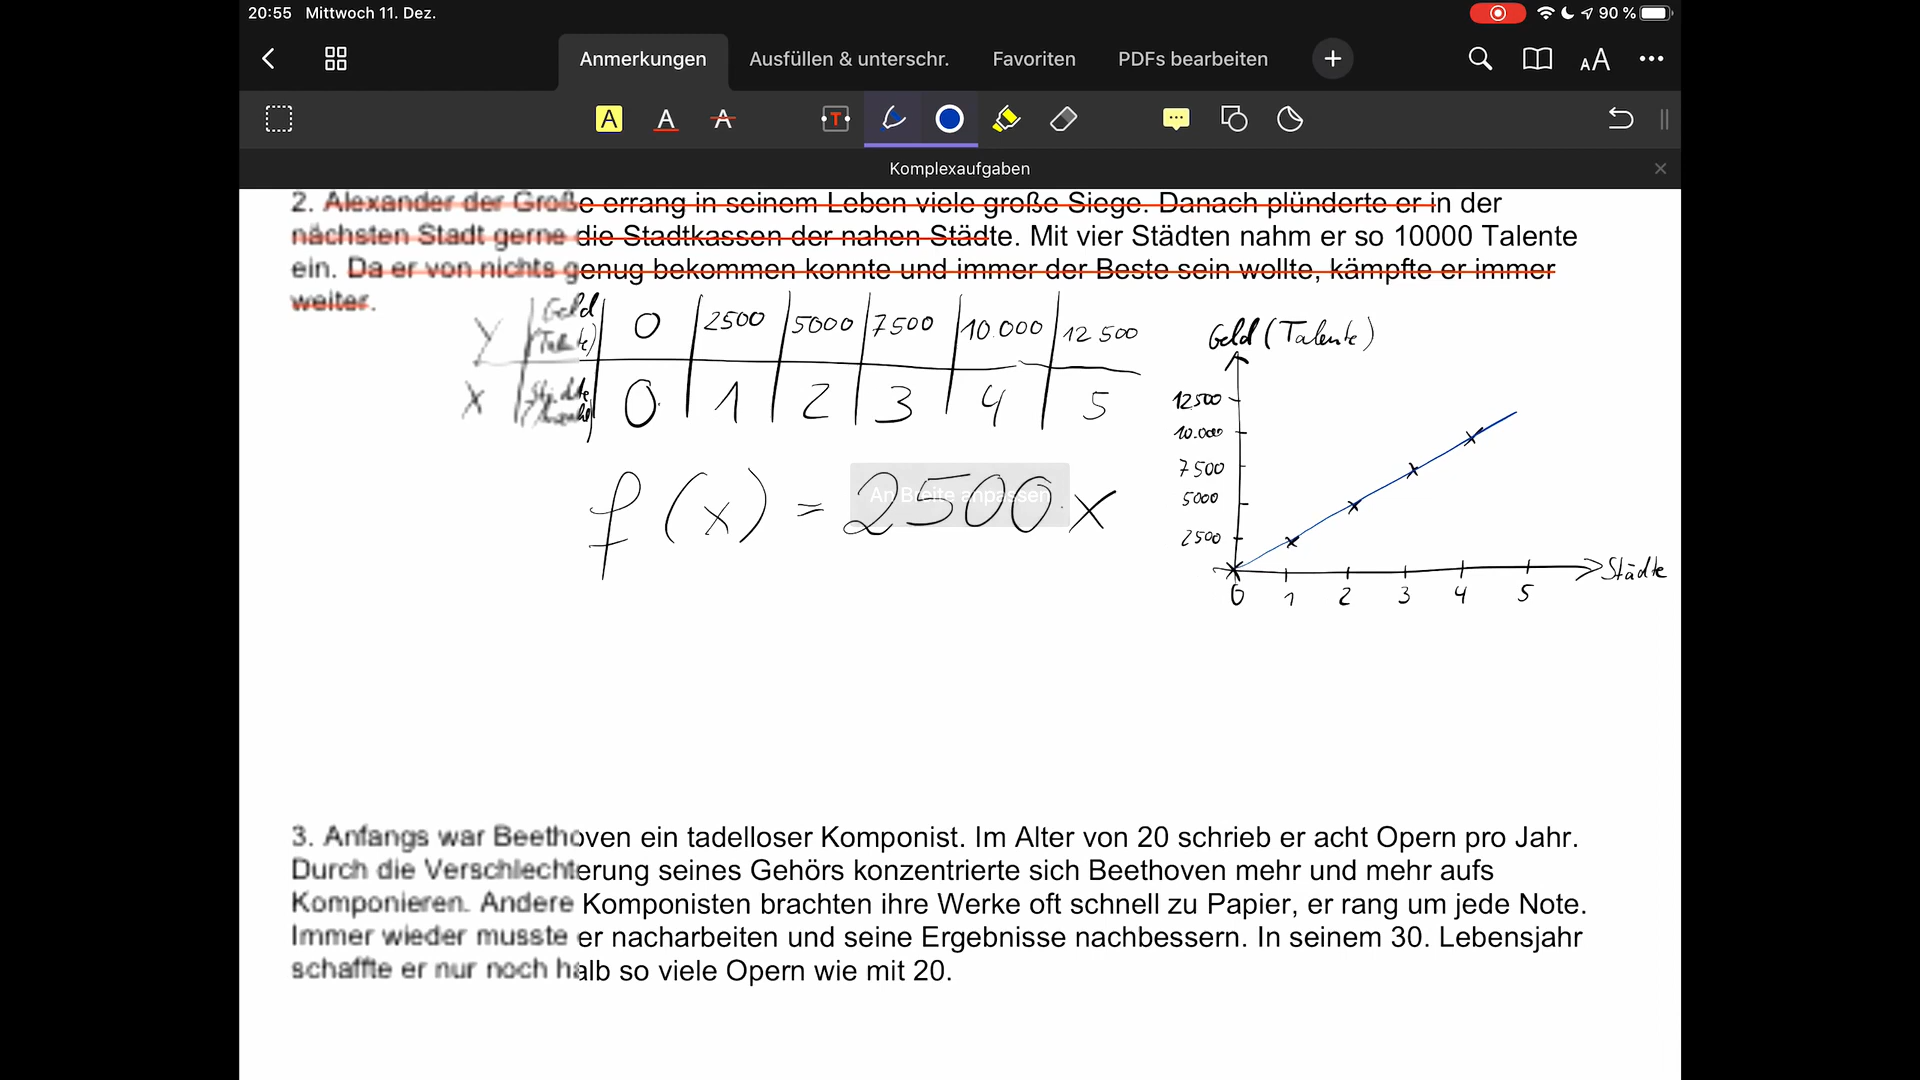 20:55 Mittwoch 11. Dez. 90 %
Anmerkungen Ausfüllen & unterschr. Favoriten PDFs bearbeiten
A A A T AA
Komplexaufgaben
2. Alexander der Große errang in seinem Leben viele große Siege. Danach plünderte er in der
nächsten Stadt gerne die Stadtkassen der nahen Städte. Mit vier Städten nahm er so 10000 Talente
ein. Da er von nichts genug bekommen konnte und immer der Beste sein wollte, kämpfte er immer
weiter.
Y Geld (Talente) 0 2500 5000 7500 10.000 12 500
X Städte 0 1 2 3 4 5
f(x) = 2500·x
An Breite anpassen
Geld (Talente)
12500
10.000
7500
5000
2500
Städte
0 1 2 3 4 5
3. Anfangs war Beethoven ein tadelloser Komponist. Im Alter von 20 schrieb er acht Opern pro Jahr.
Durch die Verschlechterung seines Gehörs konzentrierte sich Beethoven mehr und mehr aufs
Komponieren. Andere Komponisten brachten ihre Werke oft schnell zu Papier, er rang um jede Note.
Immer wieder musste er nacharbeiten und seine Ergebnisse nachbessern. In seinem 30. Lebensjahr
schaffte er nur noch halb so viele Opern wie mit 20.